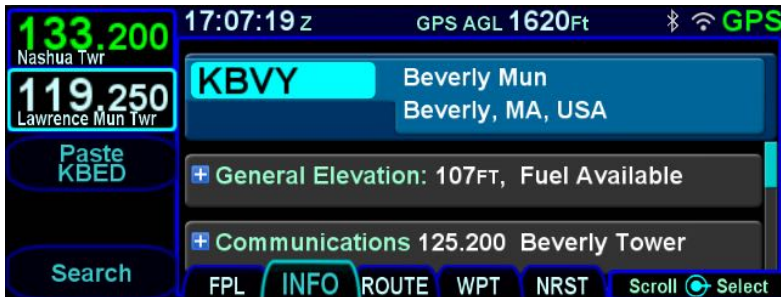 133.200
Nashua Twr
119.250
Lawrence Mun Twr
Paste
KBED
Search
17:07:19 Z GPS AGL 1620Ft GPS
KBVY
Beverly Mun
Beverly, MA, USA
General Elevation: 107FT, Fuel Available
Communications 125.200 Beverly Tower
FPL INFO ROUTE WPT NRST Scroll Select